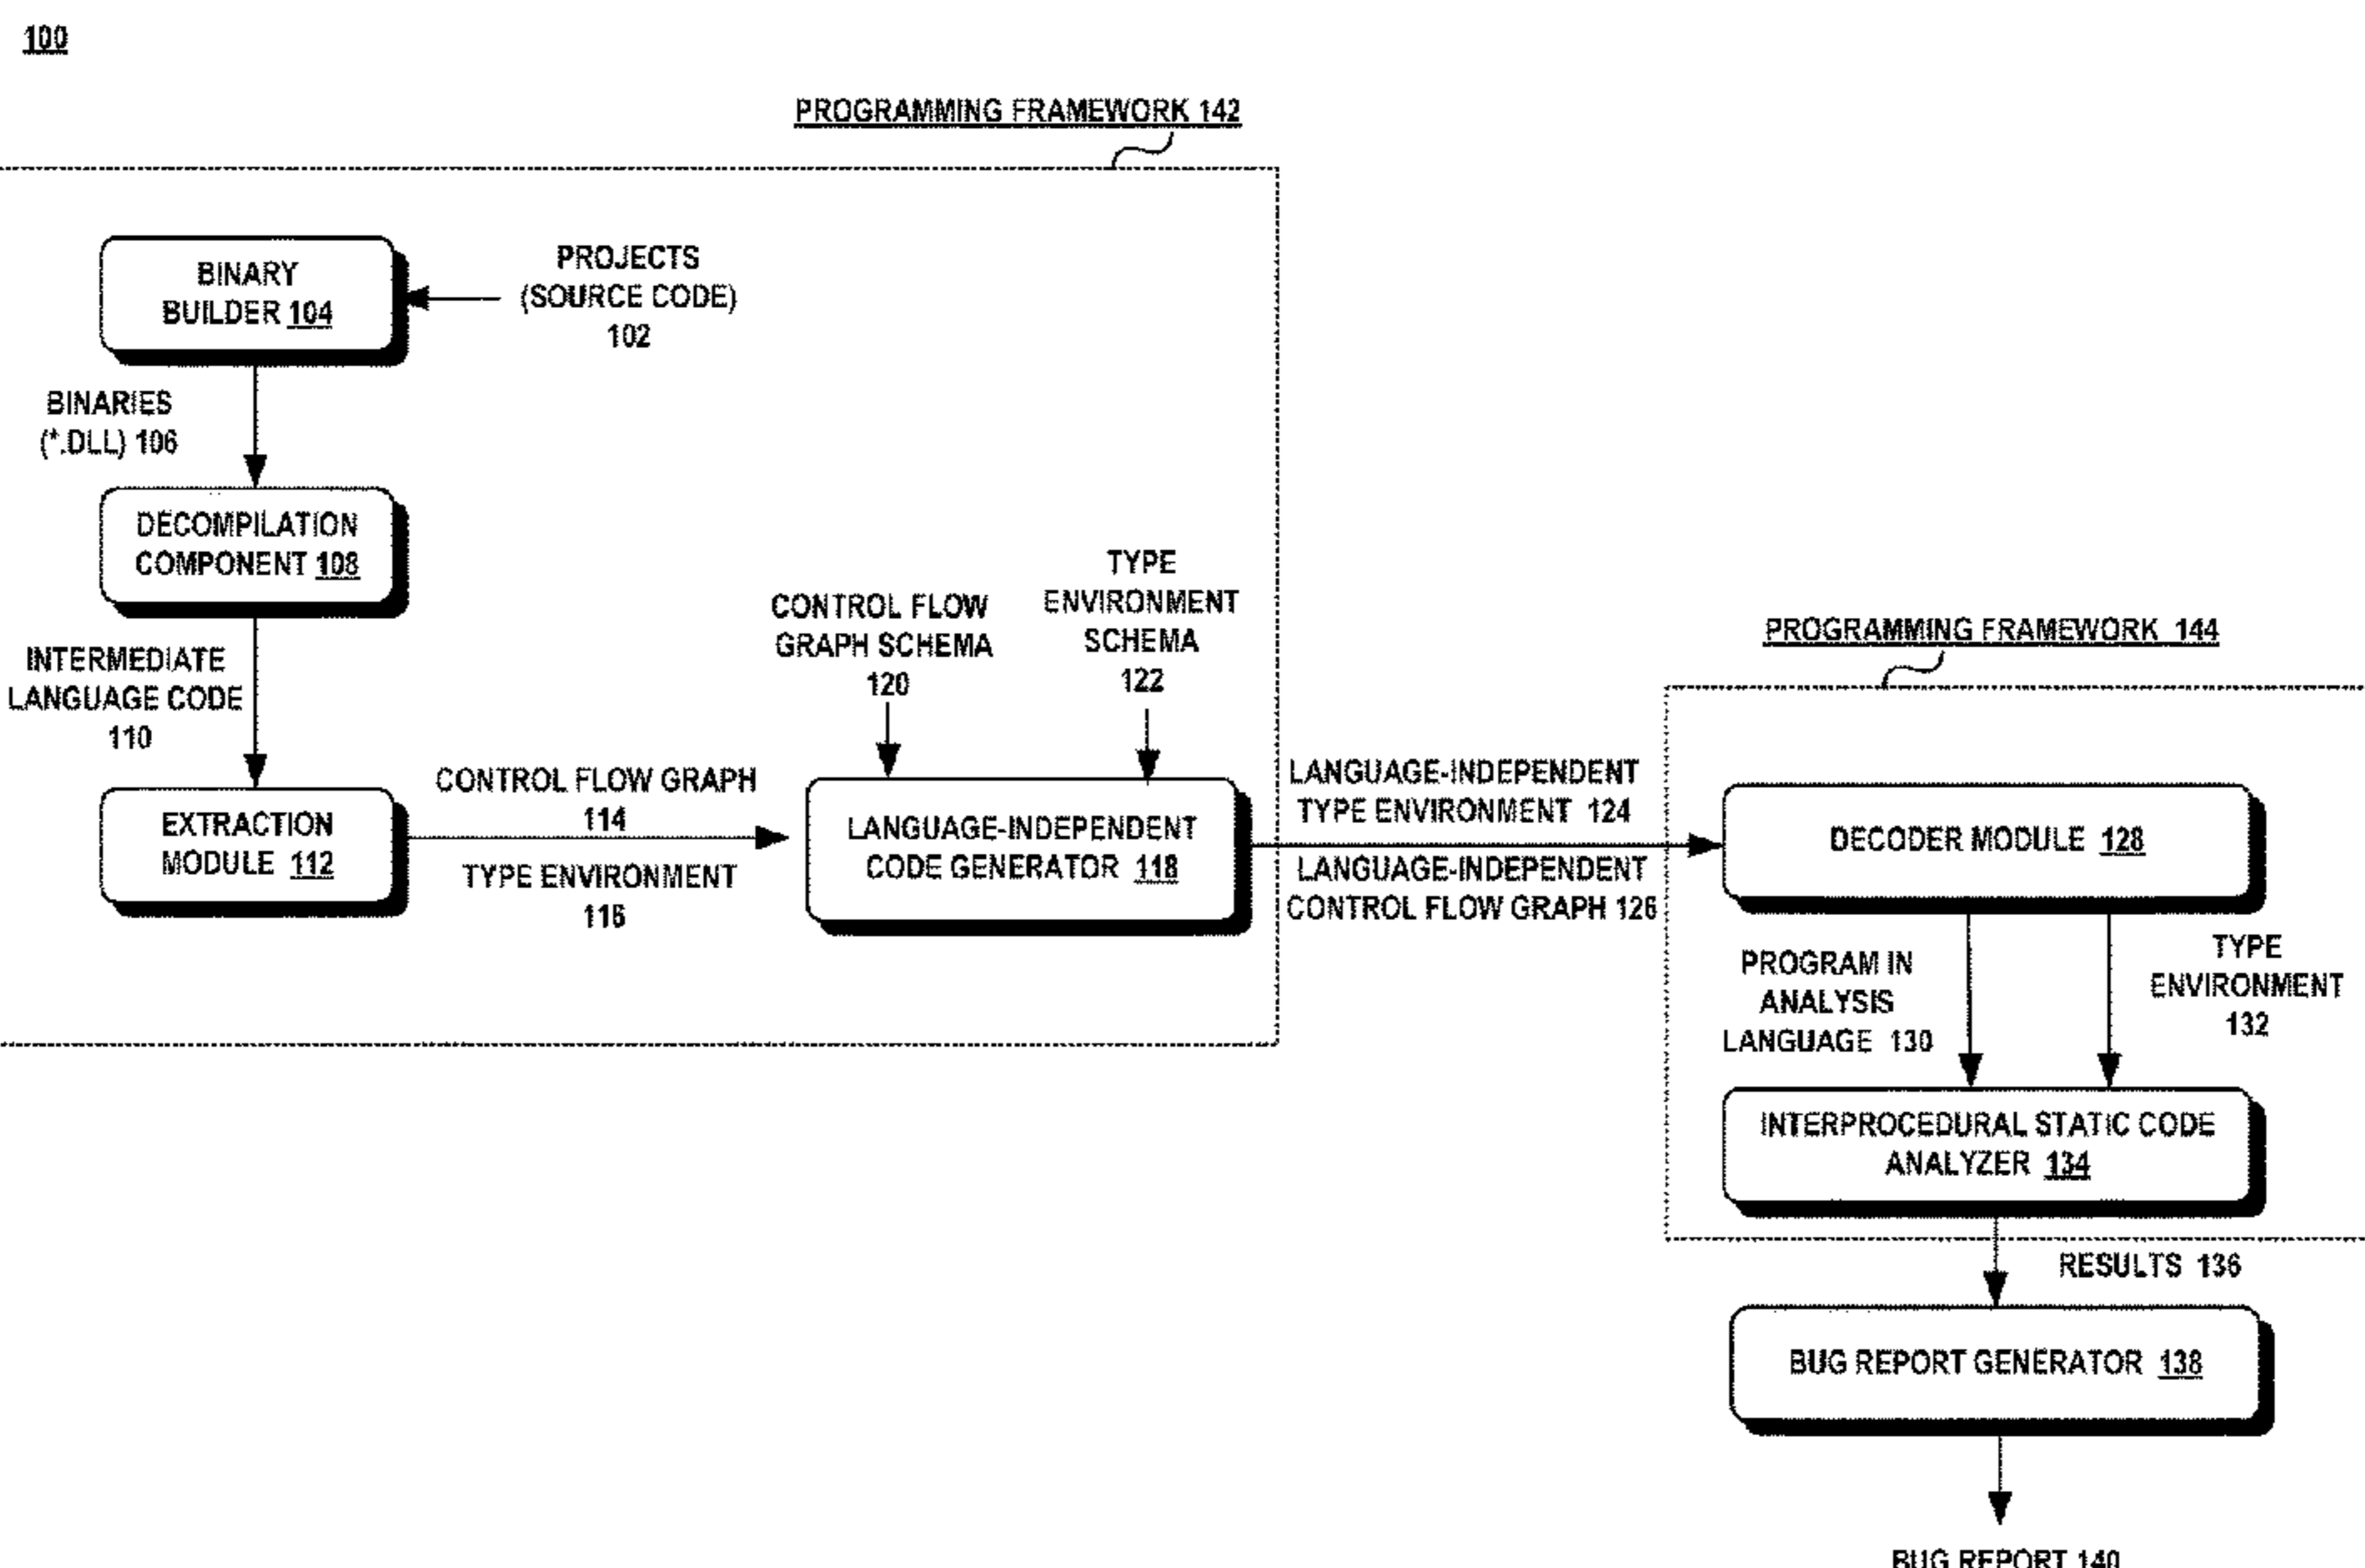 100
PROGRAMMING FRAMEWORK 142
BINARY
BUILDER 104
PROJECTS
(SOURCE CODE)
102
BINARIES
(*.DLL) 106
DECOMPILATION
COMPONENT 108
INTERMEDIATE
LANGUAGE CODE
110
EXTRACTION
MODULE 112
CONTROL FLOW GRAPH
114
TYPE ENVIRONMENT
116
CONTROL FLOW
GRAPH SCHEMA
120
TYPE
ENVIRONMENT
SCHEMA
122
LANGUAGE-INDEPENDENT
CODE GENERATOR 118
LANGUAGE-INDEPENDENT
TYPE ENVIRONMENT 124
LANGUAGE-INDEPENDENT
CONTROL FLOW GRAPH 126
PROGRAMMING FRAMEWORK 144
DECODER MODULE 128
PROGRAM IN
ANALYSIS
LANGUAGE 130
TYPE
ENVIRONMENT
132
INTERPROCEDURAL STATIC CODE
ANALYZER 134
RESULTS 136
BUG REPORT GENERATOR 138
BUG REPORT 140